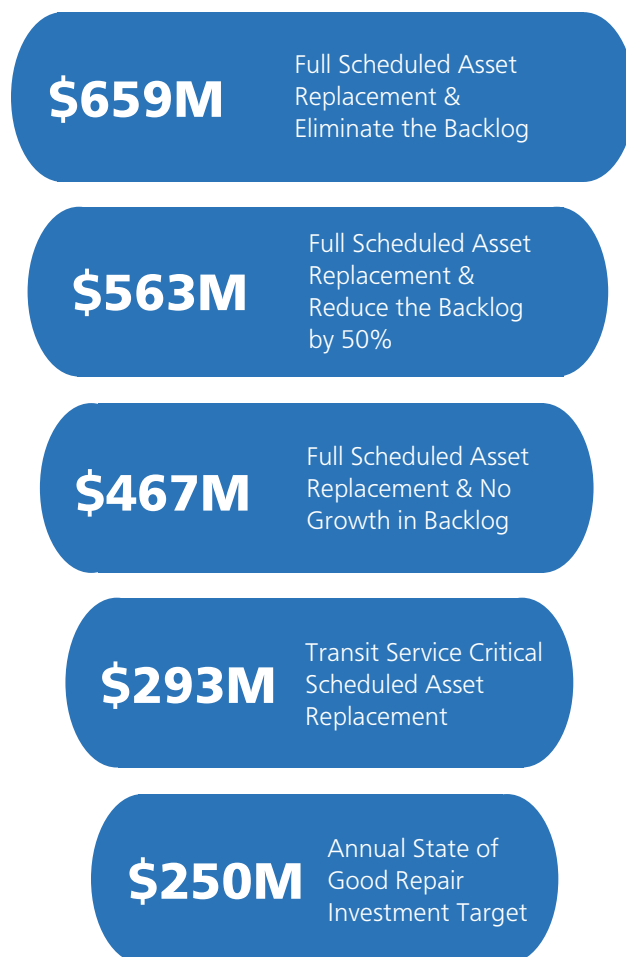 $659M
Full Scheduled Asset
Replacement &
Eliminate the Backlog
$563M
Full Scheduled Asset
Replacement &
Reduce the Backlog
by 50%
$467M
Full Scheduled Asset
Replacement & No
Growth in Backlog
$293M
Transit Service Critical
Scheduled Asset
Replacement
$250M
Annual State of
Good Repair
Investment Target